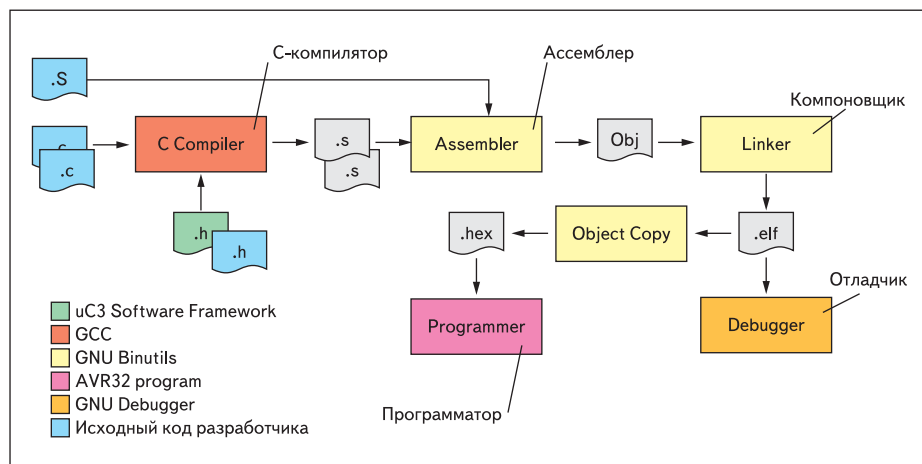 С-компилятор
Ассемблер
.S
Компоновщик
.c
.c
C Compiler
.s
.s
Assembler
Obj
Linker
.h
.h
.hex
Object Copy
.elf
Отладчик
Programmer
Debugger
Программатор
uC3 Software Framework
GCC
GNU Binutils
AVR32 program
GNU Debugger
Исходный код разработчика